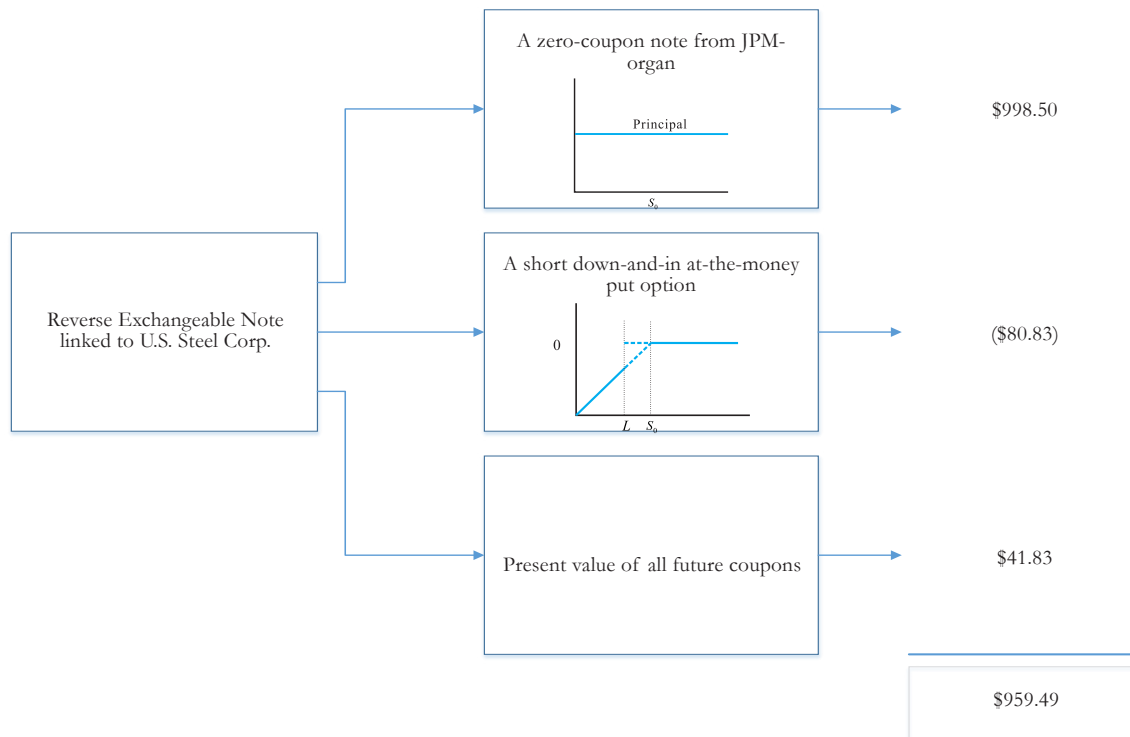 A zero-coupon note from JPM-
organ
Principal
S₀
$998.50
Reverse Exchangeable Note
linked to U.S. Steel Corp.
A short down-and-in at-the-money
put option
0
L S₀
($80.83)
Present value of all future coupons
$41.83
$959.49